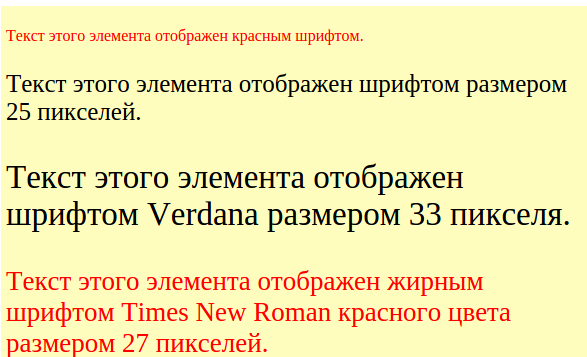 Текст этого элемента отображен красным шрифтом.
Текст этого элемента отображен шрифтом размером
25 пикселей.
Текст этого элемента отображен
шрифтом Verdana размером 33 пикселя.
Текст этого элемента отображен жирным
шрифтом Times New Roman красного цвета
размером 27 пикселей.